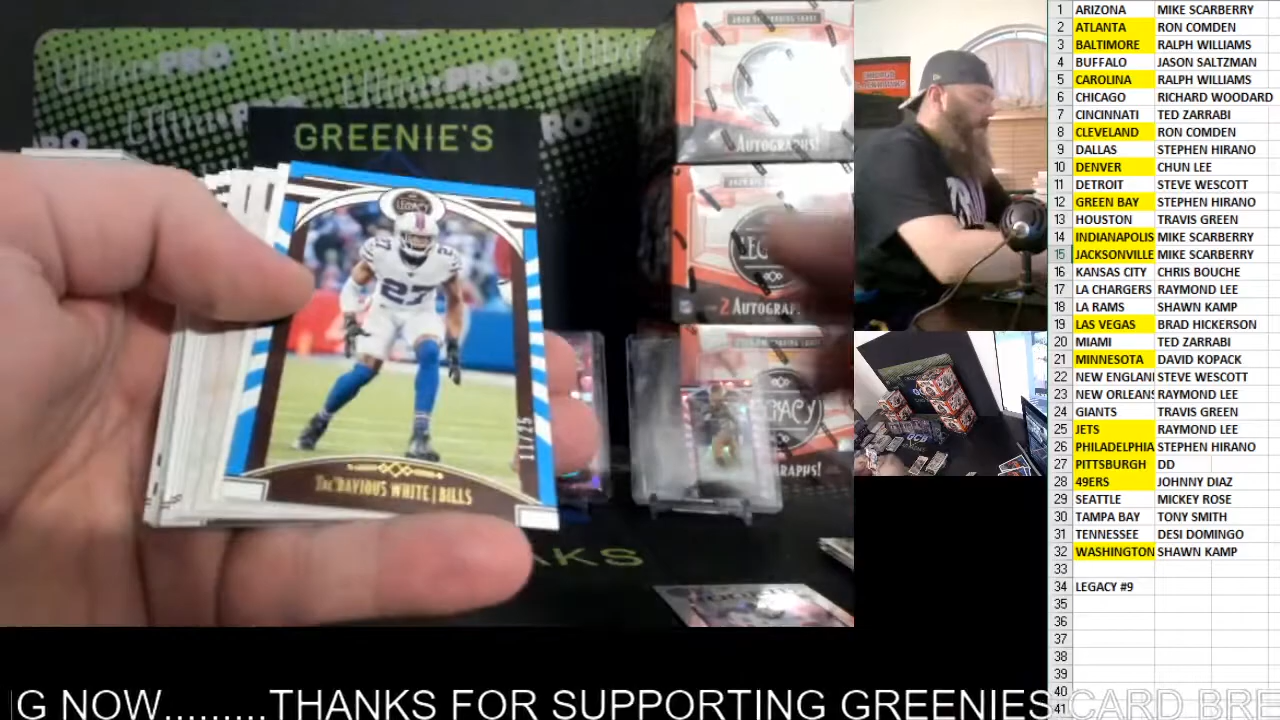 GREENIE'S
LEGACY
27
11/25
TRE'DAVIOUS WHITE | BILLS
AUTOGRAPHS!
2 AUTOGRAPHS!
1 ARIZONA MIKE SCARBERRY
2 ATLANTA RON COMDEN
3 BALTIMORE RALPH WILLIAMS
4 BUFFALO JASON SALTZMAN
5 CAROLINA RALPH WILLIAMS
6 CHICAGO RICHARD WOODARD
7 CINCINNATI TED ZARRABI
8 CLEVELAND RON COMDEN
9 DALLAS STEPHEN HIRANO
10 DENVER CHUN LEE
11 DETROIT STEVE WESCOTT
12 GREEN BAY STEPHEN HIRANO
13 HOUSTON TRAVIS GREEN
14 INDIANAPOLIS MIKE SCARBERRY
15 JACKSONVILLE MIKE SCARBERRY
16 KANSAS CITY CHRIS BOUCHE
17 LA CHARGERS RAYMOND LEE
18 LA RAMS SHAWN KAMP
19 LAS VEGAS BRAD HICKERSON
20 MIAMI TED ZARRABI
21 MINNESOTA DAVID KOPACK
22 NEW ENGLAN STEVE WESCOTT
23 NEW ORLEANS RAYMOND LEE
24 GIANTS TRAVIS GREEN
25 JETS RAYMOND LEE
26 PHILADELPHIA STEPHEN HIRANO
27 PITTSBURGH DD
28 49ERS JOHNNY DIAZ
29 SEATTLE MICKEY ROSE
30 TAMPA BAY TONY SMITH
31 TENNESSEE DESI DOMINGO
32 WASHINGTON SHAWN KAMP
33
34 LEGACY #9
35
36
37
38
39
40
41
G NOW.........THANKS FOR SUPPORTING GREENIES CARD BRE